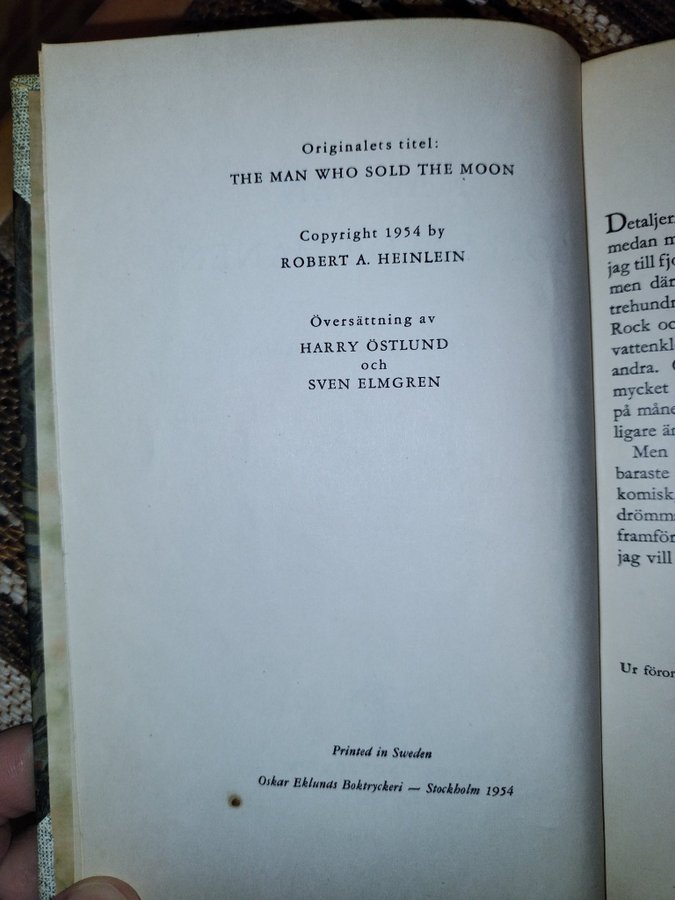 Originalets titel:
THE MAN WHO SOLD THE MOON
Copyright 1954 by
ROBERT A. HEINLEIN
Översättning av
HARRY ÖSTLUND
och
SVEN ELMGREN
Printed in Sweden
Oskar Eklunds Boktryckeri — Stockholm 1954
Detaljer
medan
jag till
men där
Rock
andra.
mycket
på
ligare
Men
baraste
jag vill
Ur